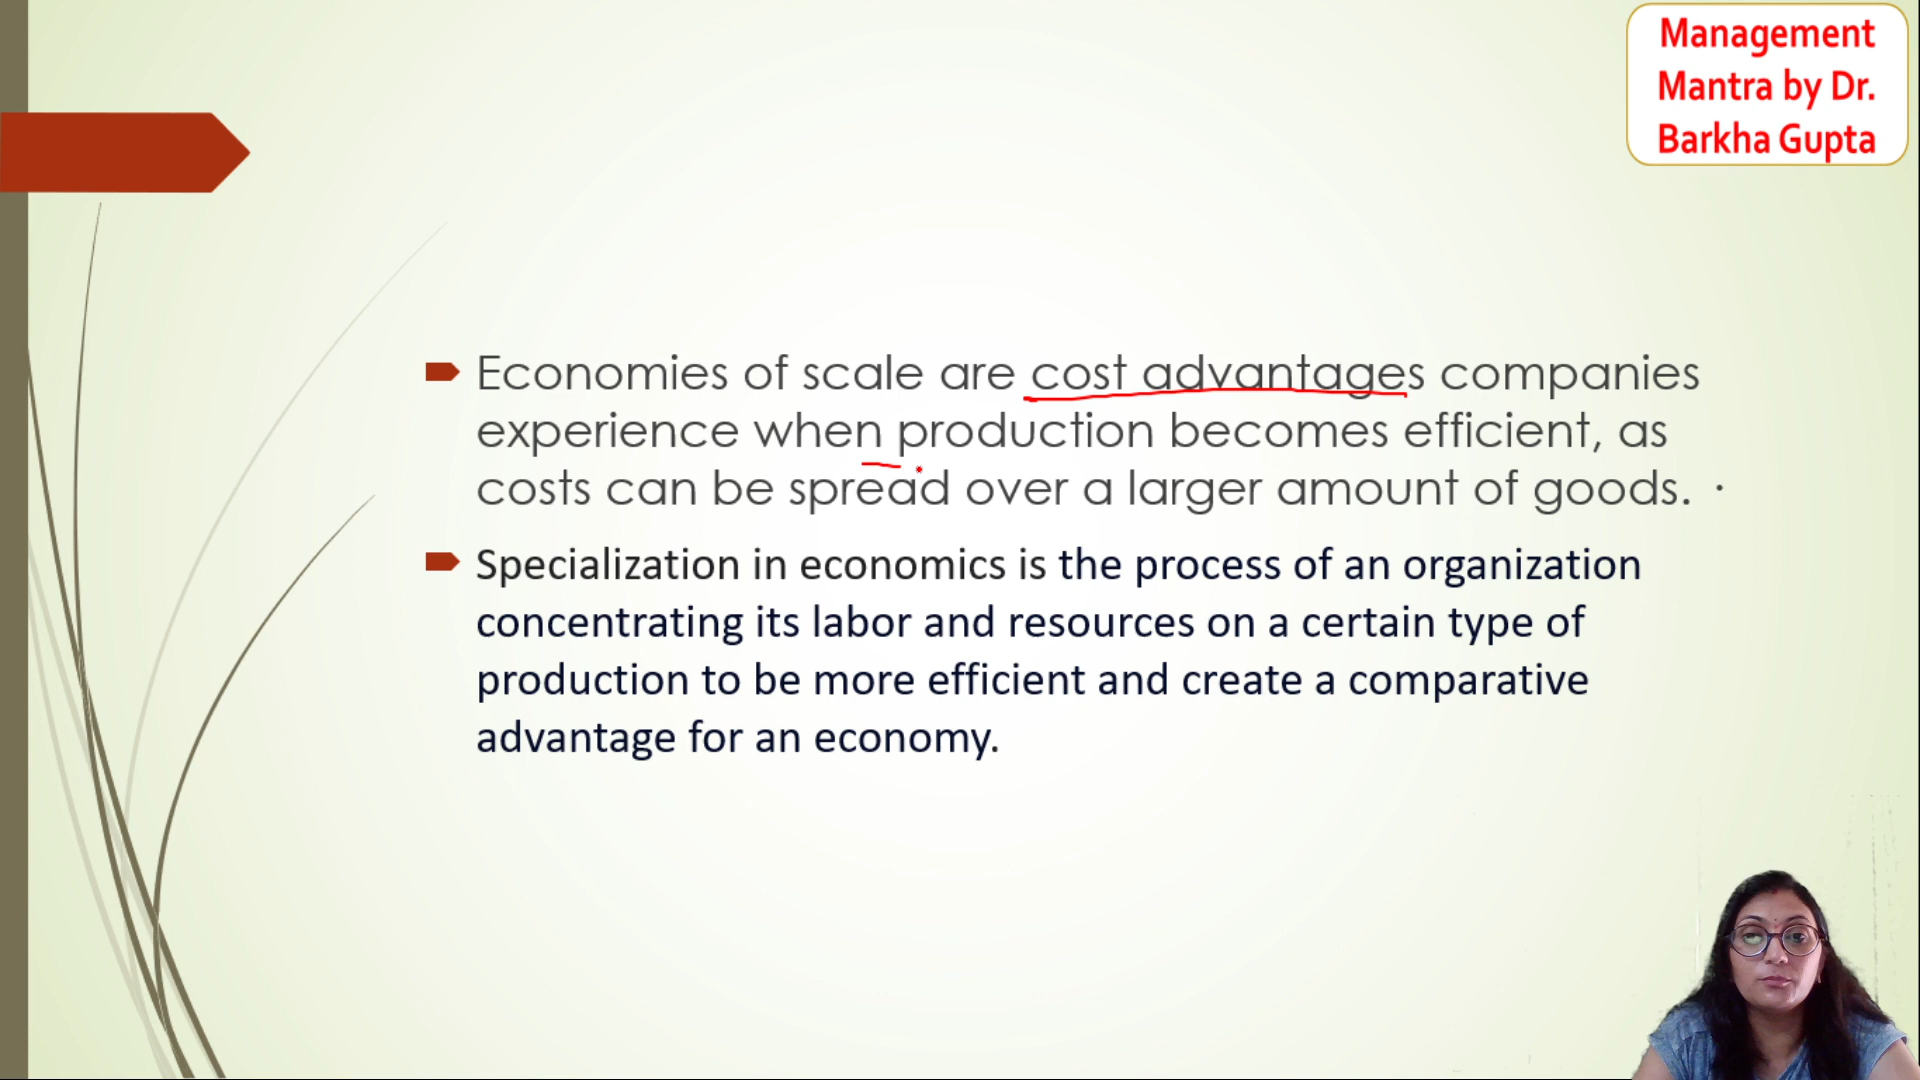 Management
Mantra by Dr.
Barkha Gupta
Economies of scale are cost advantages companies
experience when production becomes efficient, as
costs can be spread over a larger amount of goods. ·
Specialization in economics is the process of an organization
concentrating its labor and resources on a certain type of
production to be more efficient and create a comparative
advantage for an economy.